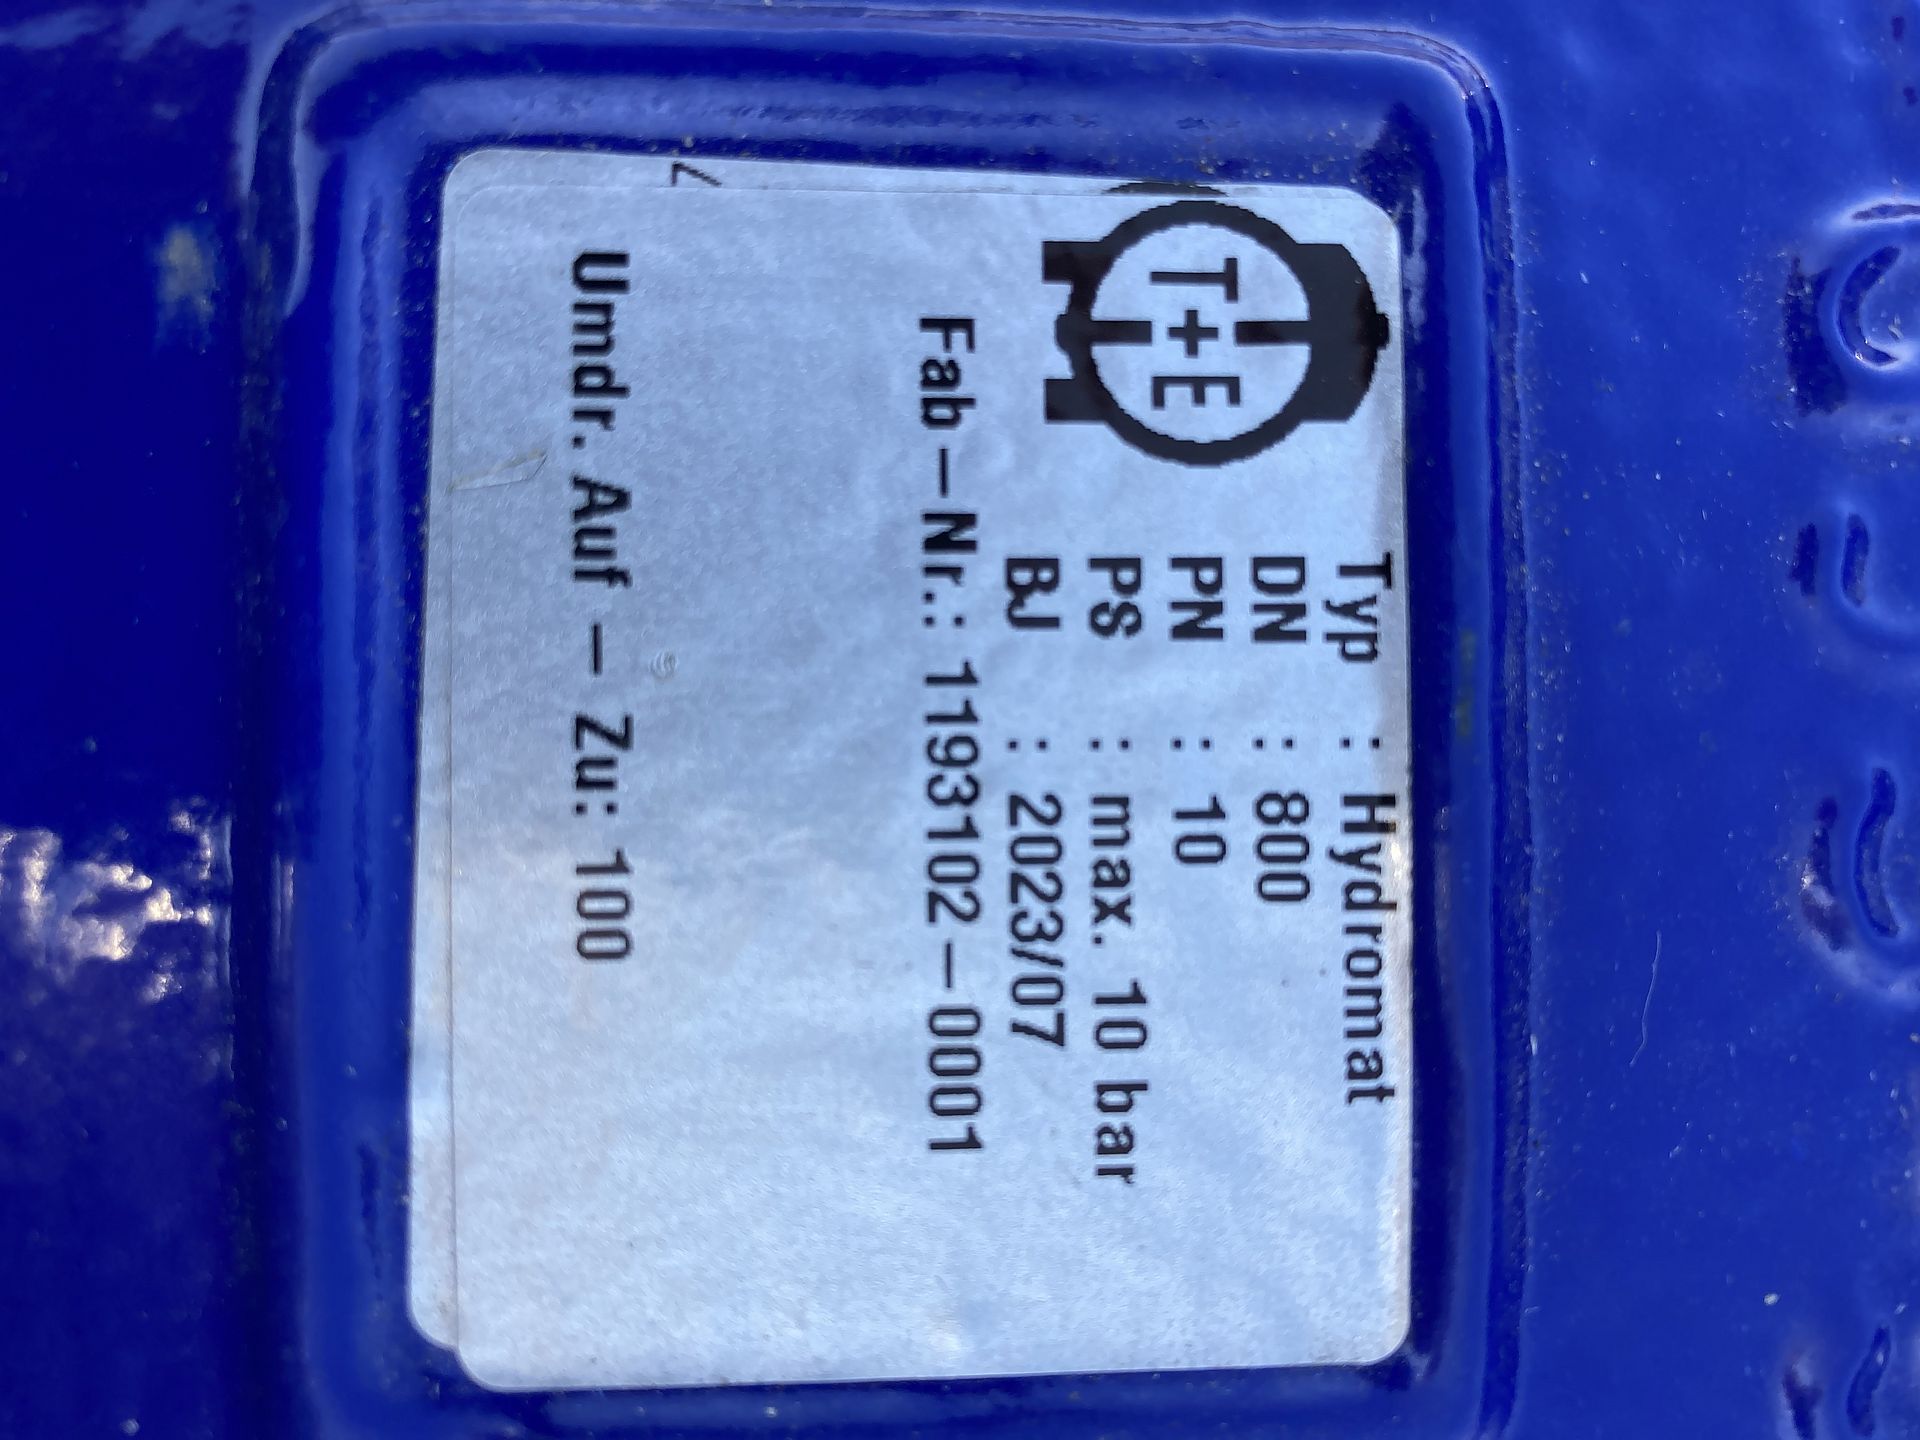 T+E
Typ : Hydromat
DN : 800
PN : 10
PS : max. 10 bar
BJ : 2023/07
Fab-Nr.: 1193102-0001
Umdr. Auf - Zu: 100